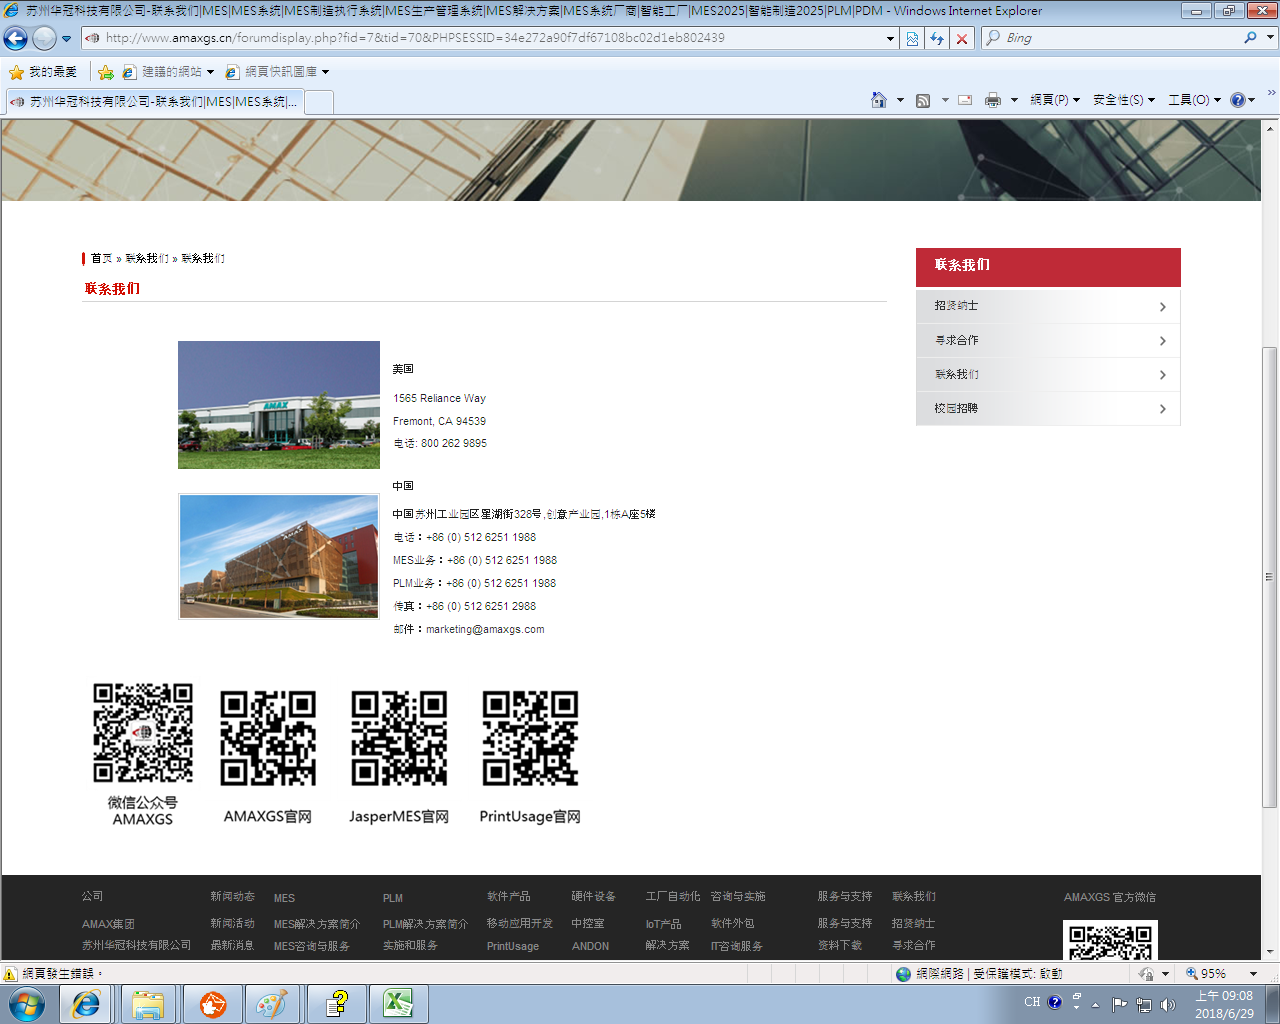 苏州华冠科技有限公司-联系我们|MES|MES系统|MES制造执行系统|MES生产管理系统|MES解决方案|MES系统厂商|智能工厂|MES2025|智能制造2025|PLM|PDM - Windows Internet Explorer
http://www.amaxgs.cn/forumdisplay.php?fid=7&tid=70&PHPSESSID=34e272a90f7df67108bc02d1eb802439
Bing
我的最愛 建議的網站 網頁快訊圖庫
苏州华冠科技有限公司-联系我们|MES|MES系统|...
網頁(P) 安全性(S) 工具(O)
首页 » 联系我们 » 联系我们
联系我们
联系我们
招贤纳士
寻求合作
联系我们
校园招聘
AMAX
美国
1565 Reliance Way
Fremont, CA 94539
电话: 800 262 9895
AMAX
中国
中国苏州工业园区星湖街328号,创意产业园,1栋A座5楼
电话：+86 (0) 512 6251 1988
MES业务：+86 (0) 512 6251 1988
PLM业务：+86 (0) 512 6251 1988
传真：+86 (0) 512 6251 2988
邮件：marketing@amaxgs.com
微信公众号
AMAXGS
AMAXGS官网
JasperMES官网
PrintUsage官网
公司 新闻动态 MES PLM 软件产品 硬件设备 工厂自动化 咨询与实施 服务与支持 联系我们 AMAXGS 官方微信
AMAX集团 新闻活动 MES解决方案简介 PLM解决方案简介 移动应用开发 中控室 IoT产品 软件外包 服务与支持 招贤纳士
苏州华冠科技有限公司 最新消息 MES咨询与服务 实施和服务 PrintUsage ANDON 解决方案 IT咨询服务 资料下载 寻求合作
網頁發生錯誤。
網際網路 | 受保護模式: 啟動
95%
CH
上午 09:08
2018/6/29